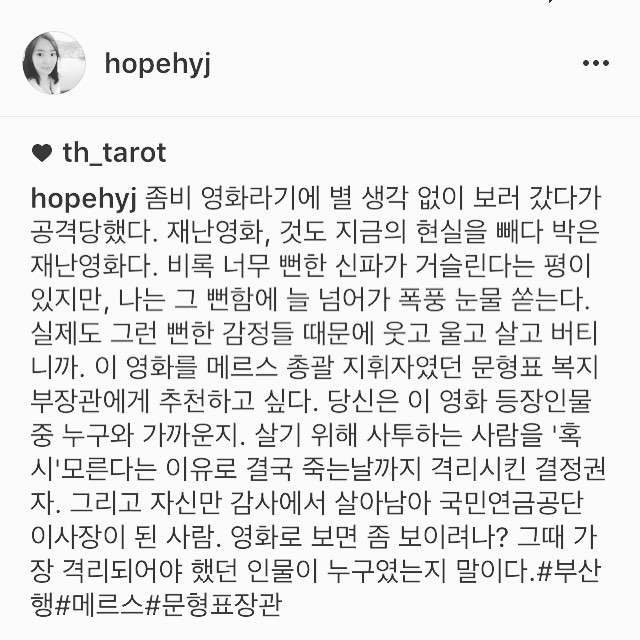 hopehyj
th_tarot
hopehyj 좀비 영화라기에 별 생각 없이 보러 갔다가
공격당했다. 재난영화, 것도 지금의 현실을 빼다 박은
재난영화다. 비록 너무 뻔한 신파가 거슬린다는 평이
있지만, 나는 그 뻔함에 늘 넘어가 폭풍 눈물 쏟는다.
실제도 그런 뻔한 감정들 때문에 웃고 울고 살고 버티
니까. 이 영화를 메르스 총괄 지휘자였던 문형표 복지
부장관에게 추천하고 싶다. 당신은 이 영화 등장인물
중 누구와 가까운지. 살기 위해 사투하는 사람을 '혹
시'모른다는 이유로 결국 죽는날까지 격리시킨 결정권
자. 그리고 자신만 감사에서 살아남아 국민연금공단
이사장이 된 사람. 영화로 보면 좀 보이려나? 그때 가
장 격리되어야 했던 인물이 누구였는지 말이다.#부산
행#메르스#문형표장관